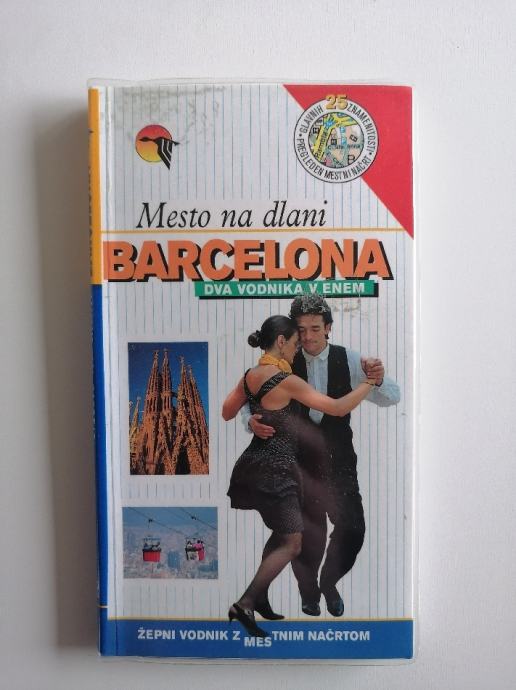 25
GLAVNIH ZNAMENITOSTI
PREGLEDEN MESTNI NAČRT
Mesto na dlani
BARCELONA
DVA VODNIKA V ENEM
ŽEPNI VODNIK Z MESTNIM NAČRTOM